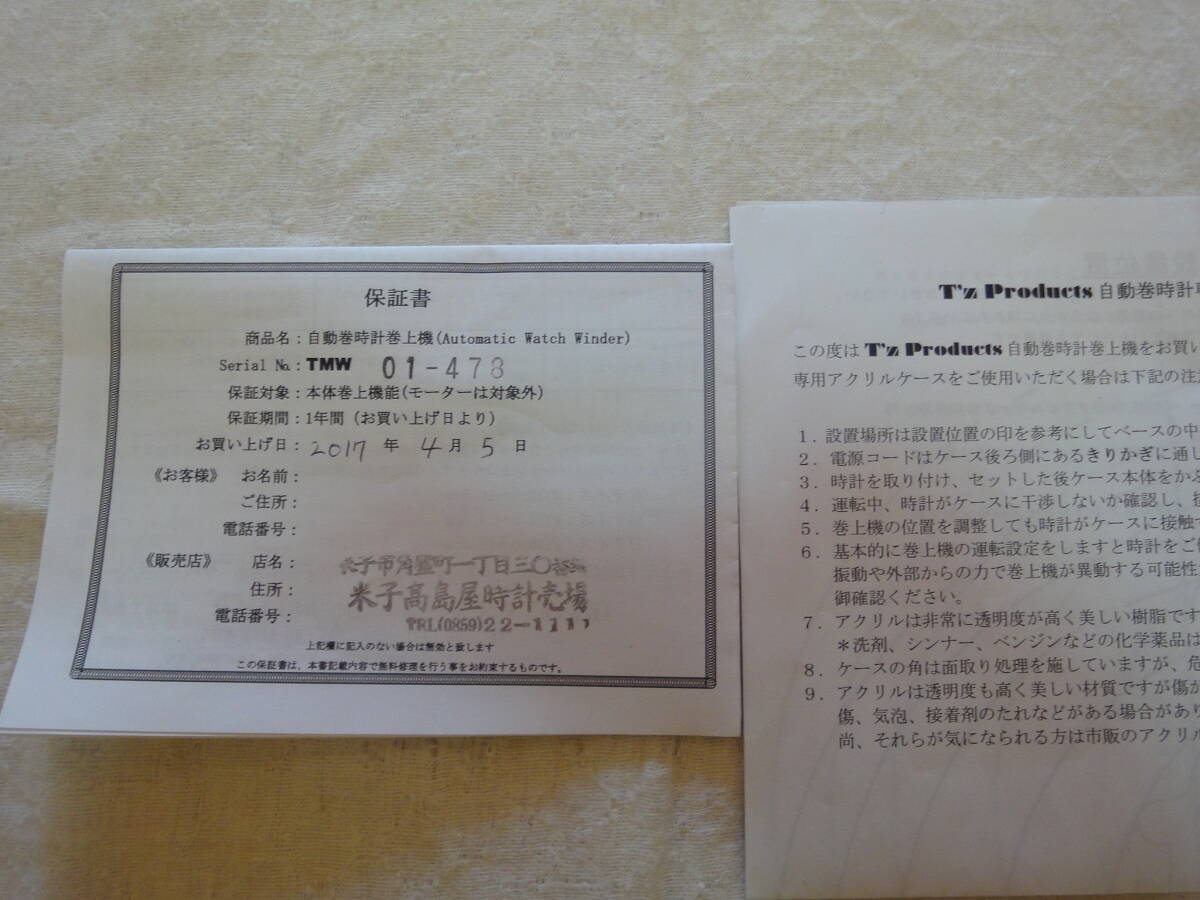 保証書
商品名：自動巻時計巻上機(Automatic Watch Winder)
Serial №：TMW 01-478
保証対象：本体巻上機能(モーターは対象外)
保証期間：1年間（お買い上げ日より）
お買い上げ日：2017 年 4 月 5 日
《お客様》 お名前：
ご住所：
電話番号：
《販売店》 店名： 米子市角盤町一丁目三〇
住所： 米子髙島屋時計売場
電話番号： TEL(0859)22-1111
上記欄に記入のない場合は無効と致します
この保証書は、本書記載内容で無料修理を行う事をお約束するものです。
T'z Products 自動巻時計
この度は T'z Products 自動巻時計巻上機をお買い
専用アクリルケースをご使用いただく場合は下記の注
1．設置場所は設置位置の印を参考にしてベースの中
2．電源コードはケース後ろ側にあるきりかぎに通し
3．時計を取り付け、セットした後ケース本体をかぶ
4．運転中、時計がケースに干渉しないか確認し、
5．巻上機の位置を調整しても時計がケースに接触
6．基本的に巻上機の運転設定をしますと時計をご
振動や外部からの力で巻上機が異動する可能性
御確認ください。
7．アクリルは非常に透明度が高く美しい樹脂です
＊洗剤、シンナー、ベンジンなどの化学薬品は
8．ケースの角は面取り処理を施していますが、危
9．アクリルは透明度も高く美しい材質ですが傷が
傷、気泡、接着剤のたれなどがある場合があり
尚、それらが気になられる方は市販のアクリル